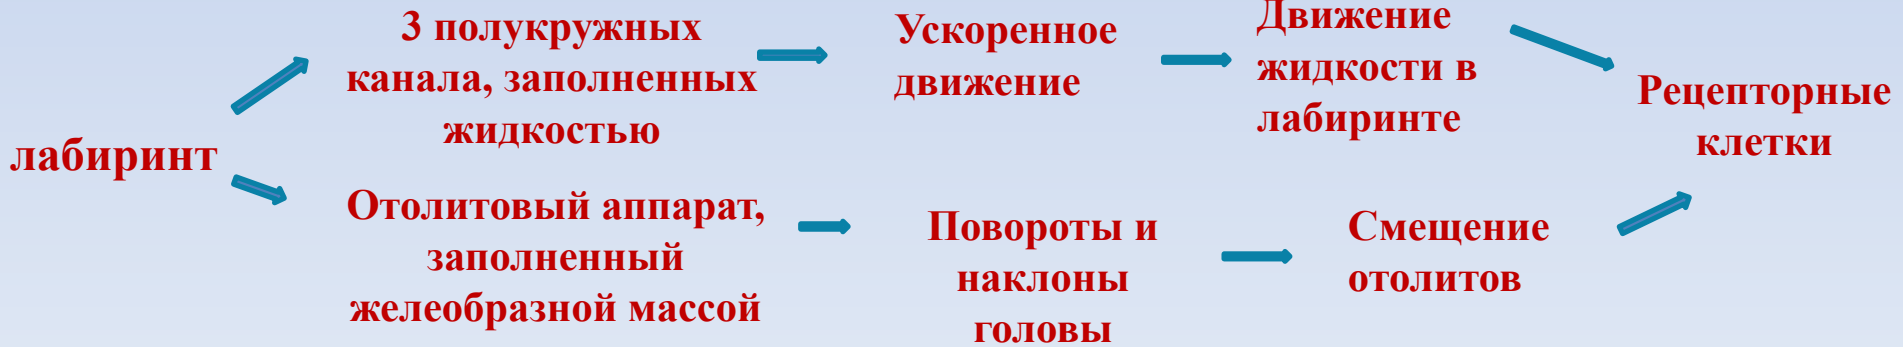 лабиринт
3 полукружных
канала, заполненных
жидкостью
Ускоренное
движение
Движение
жидкости в
лабиринте
Рецепторные
клетки
Отолитовый аппарат,
заполненный
желеобразной массой
Повороты и
наклоны
головы
Смещение
отолитов